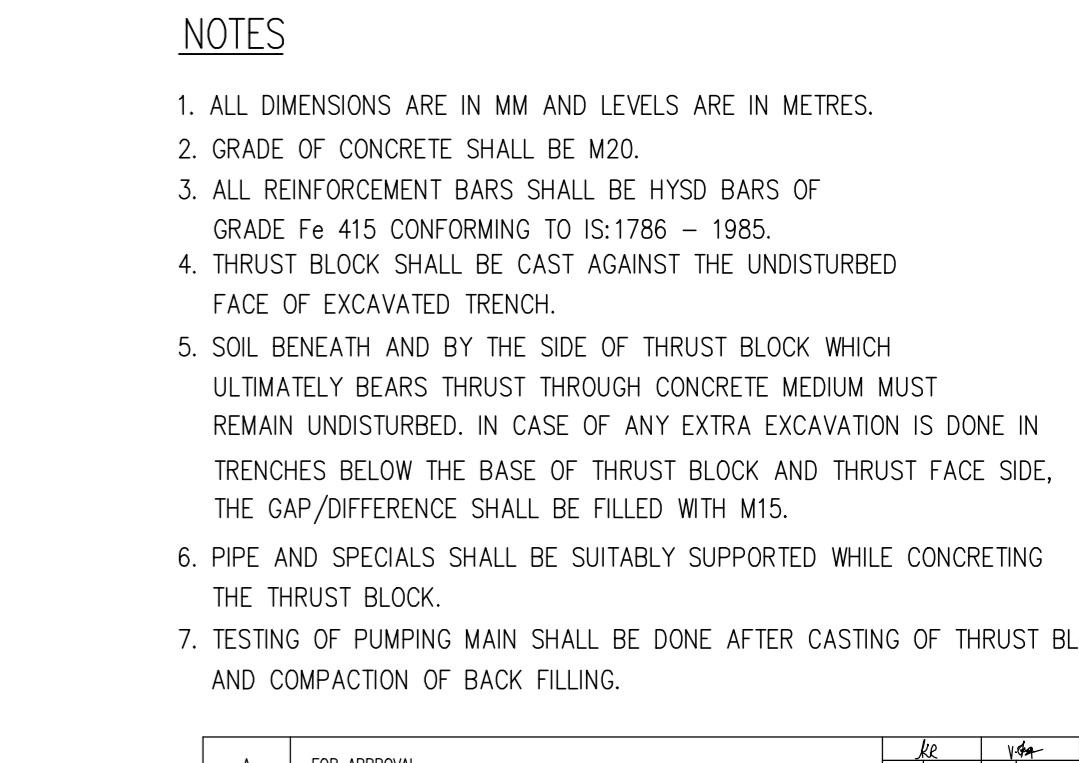 NOTES
1. ALL DIMENSIONS ARE IN MM AND LEVELS ARE IN METRES.
2. GRADE OF CONCRETE SHALL BE M20.
3. ALL REINFORCEMENT BARS SHALL BE HYSD BARS OF
GRADE Fe 415 CONFORMING TO IS:1786 – 1985.
4. THRUST BLOCK SHALL BE CAST AGAINST THE UNDISTURBED
FACE OF EXCAVATED TRENCH.
5. SOIL BENEATH AND BY THE SIDE OF THRUST BLOCK WHICH
ULTIMATELY BEARS THRUST THROUGH CONCRETE MEDIUM MUST
REMAIN UNDISTURBED. IN CASE OF ANY EXTRA EXCAVATION IS DONE IN
TRENCHES BELOW THE BASE OF THRUST BLOCK AND THRUST FACE SIDE,
THE GAP/DIFFERENCE SHALL BE FILLED WITH M15.
6. PIPE AND SPECIALS SHALL BE SUITABLY SUPPORTED WHILE CONCRETING
THE THRUST BLOCK.
7. TESTING OF PUMPING MAIN SHALL BE DONE AFTER CASTING OF THRUST BL
AND COMPACTION OF BACK FILLING.
FOR APPROVAL